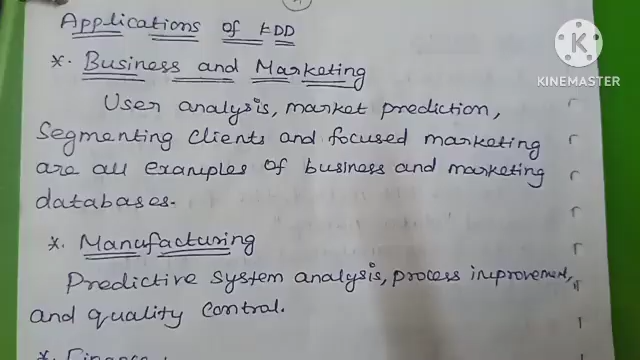 Applications of KDD
*. Business and Marketing
User analysis, market prediction,
Segmenting clients and focused marketing
are all examples of business and marketing
databases.
*. Manufacturing
Predictive system analysis, process improvement,
and quality control.
*. Finance:
K
KINEMASTER